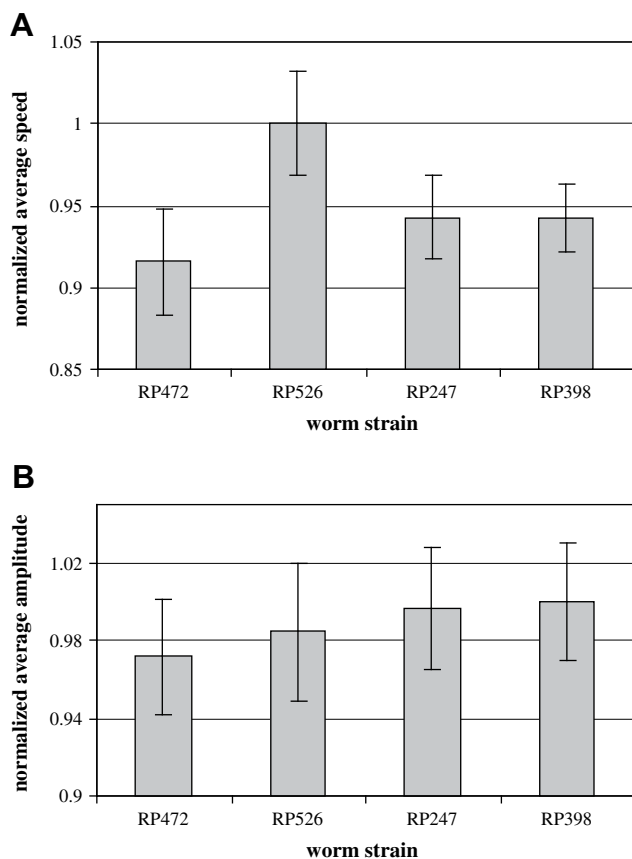 A
normalized average speed
1.05
1
0.95
0.9
0.85
RP472 RP526 RP247 RP398
worm strain
B
normalized average amplitude
1.02
0.98
0.94
0.9
RP472 RP526 RP247 RP398
worm strain